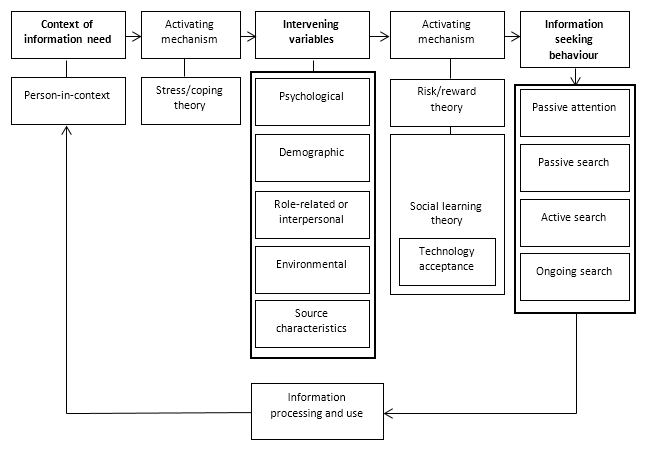 Context of
information need
Activating
mechanism
Intervening
variables
Activating
mechanism
Information
seeking
behaviour
Person-in-context
Stress/coping
theory
Psychological
Demographic
Role-related or
interpersonal
Environmental
Source
characteristics
Risk/reward
theory
Social learning
theory
Technology
acceptance
Passive attention
Passive search
Active search
Ongoing search
Information
processing and use